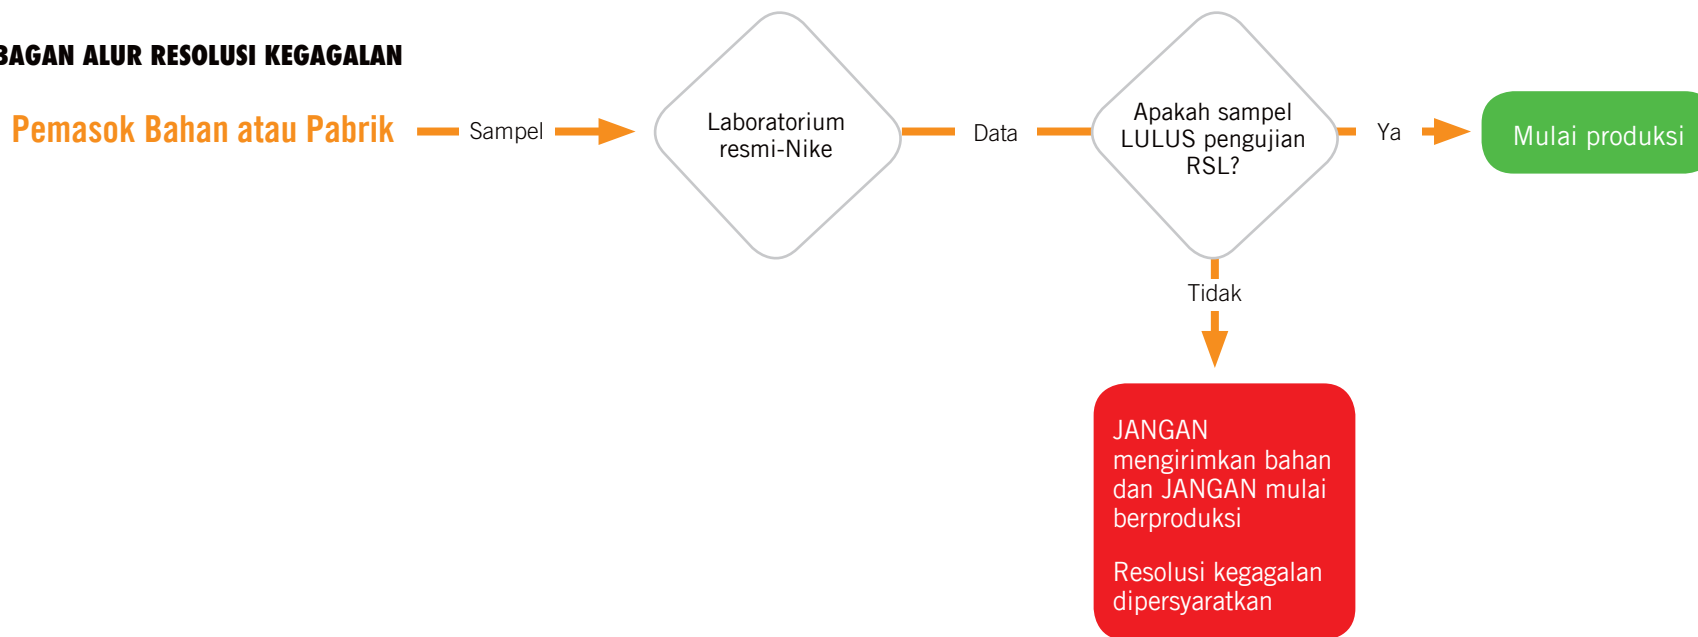 BAGAN ALUR RESOLUSI KEGAGALAN
Pemasok Bahan atau Pabrik
Sampel
Laboratorium
resmi-Nike
Data
Apakah sampel
LULUS pengujian
RSL?
Ya
Mulai produksi
Tidak
JANGAN
mengirimkan bahan
dan JANGAN mulai
berproduksi
Resolusi kegagalan
dipersyaratkan